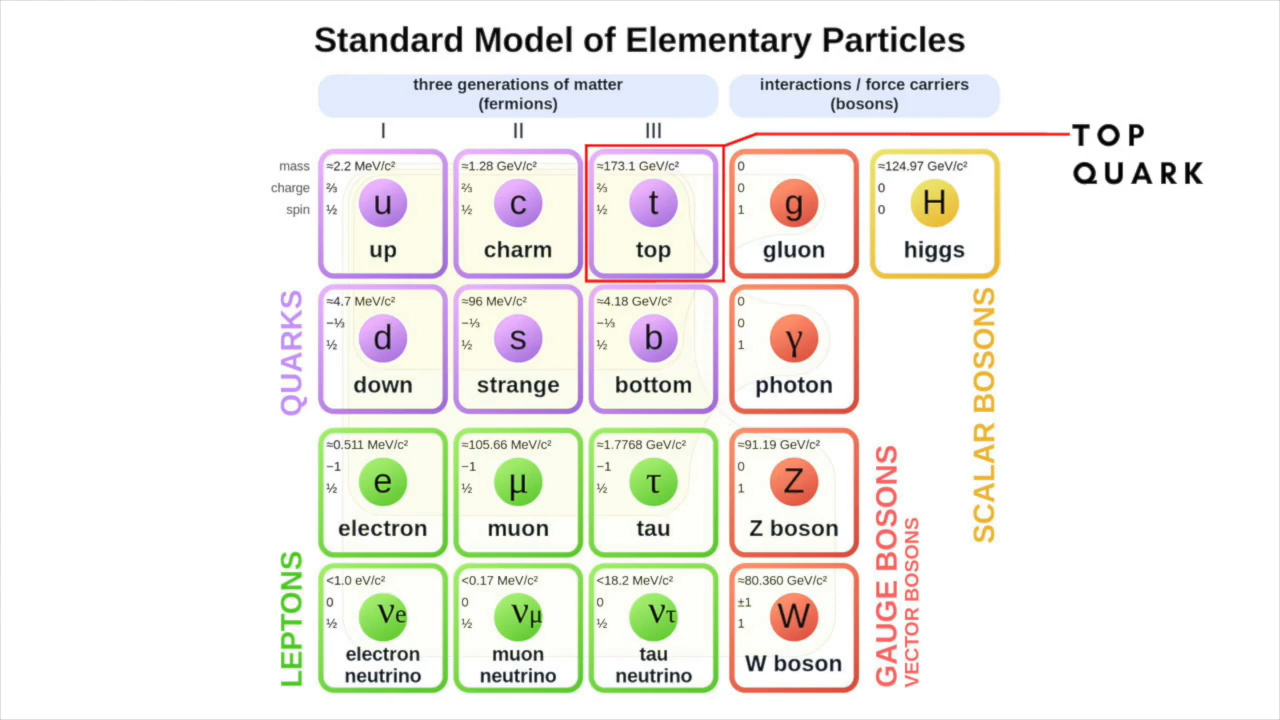 Standard Model of Elementary Particles
three generations of matter
(fermions)
interactions / force carriers
(bosons)
I
II
III
TOP
QUARK
mass
charge
spin
≈2.2 MeV/c²
⅔
½
u
up
≈1.28 GeV/c²
⅔
½
c
charm
≈173.1 GeV/c²
⅔
½
t
top
0
0
1
g
gluon
≈124.97 GeV/c²
0
0
H
higgs
QUARKS
≈4.7 MeV/c²
−⅓
½
d
down
≈96 MeV/c²
−⅓
½
s
strange
≈4.18 GeV/c²
−⅓
½
b
bottom
0
0
1
γ
photon
SCALAR BOSONS
LEPTONS
≈0.511 MeV/c²
−1
½
e
electron
≈105.66 MeV/c²
−1
½
μ
muon
≈1.7768 GeV/c²
−1
½
τ
tau
≈91.19 GeV/c²
0
1
Z
Z boson
GAUGE BOSONS
VECTOR BOSONS
<1.0 eV/c²
0
½
νe
electron
neutrino
<0.17 MeV/c²
0
½
νμ
muon
neutrino
<18.2 MeV/c²
0
½
ντ
tau
neutrino
≈80.360 GeV/c²
±1
1
W
W boson